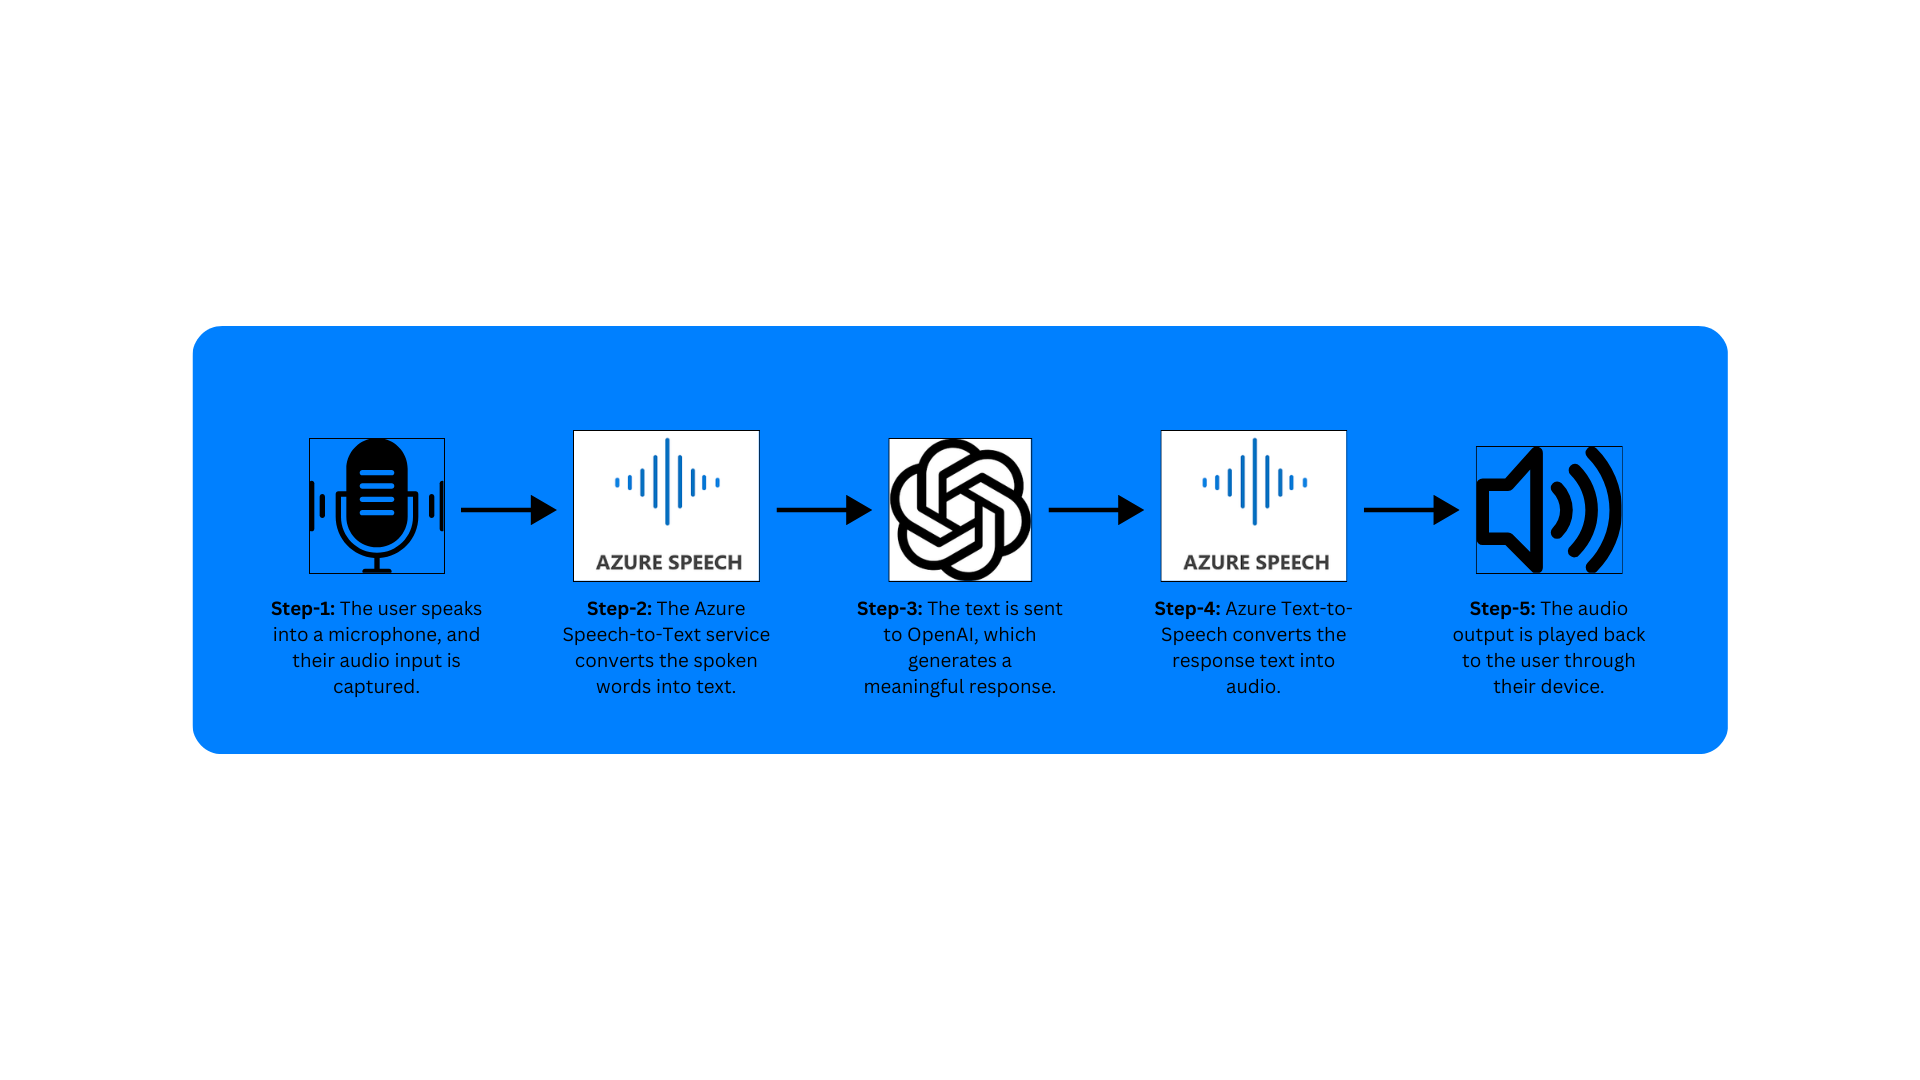 AZURE SPEECH
AZURE SPEECH
Step-1: The user speaks
into a microphone, and
their audio input is
captured.
Step-2: The Azure
Speech-to-Text service
converts the spoken
words into text.
Step-3: The text is sent
to OpenAI, which
generates a
meaningful response.
Step-4: Azure Text-to-
Speech converts the
response text into
audio.
Step-5: The audio
output is played back
to the user through
their device.